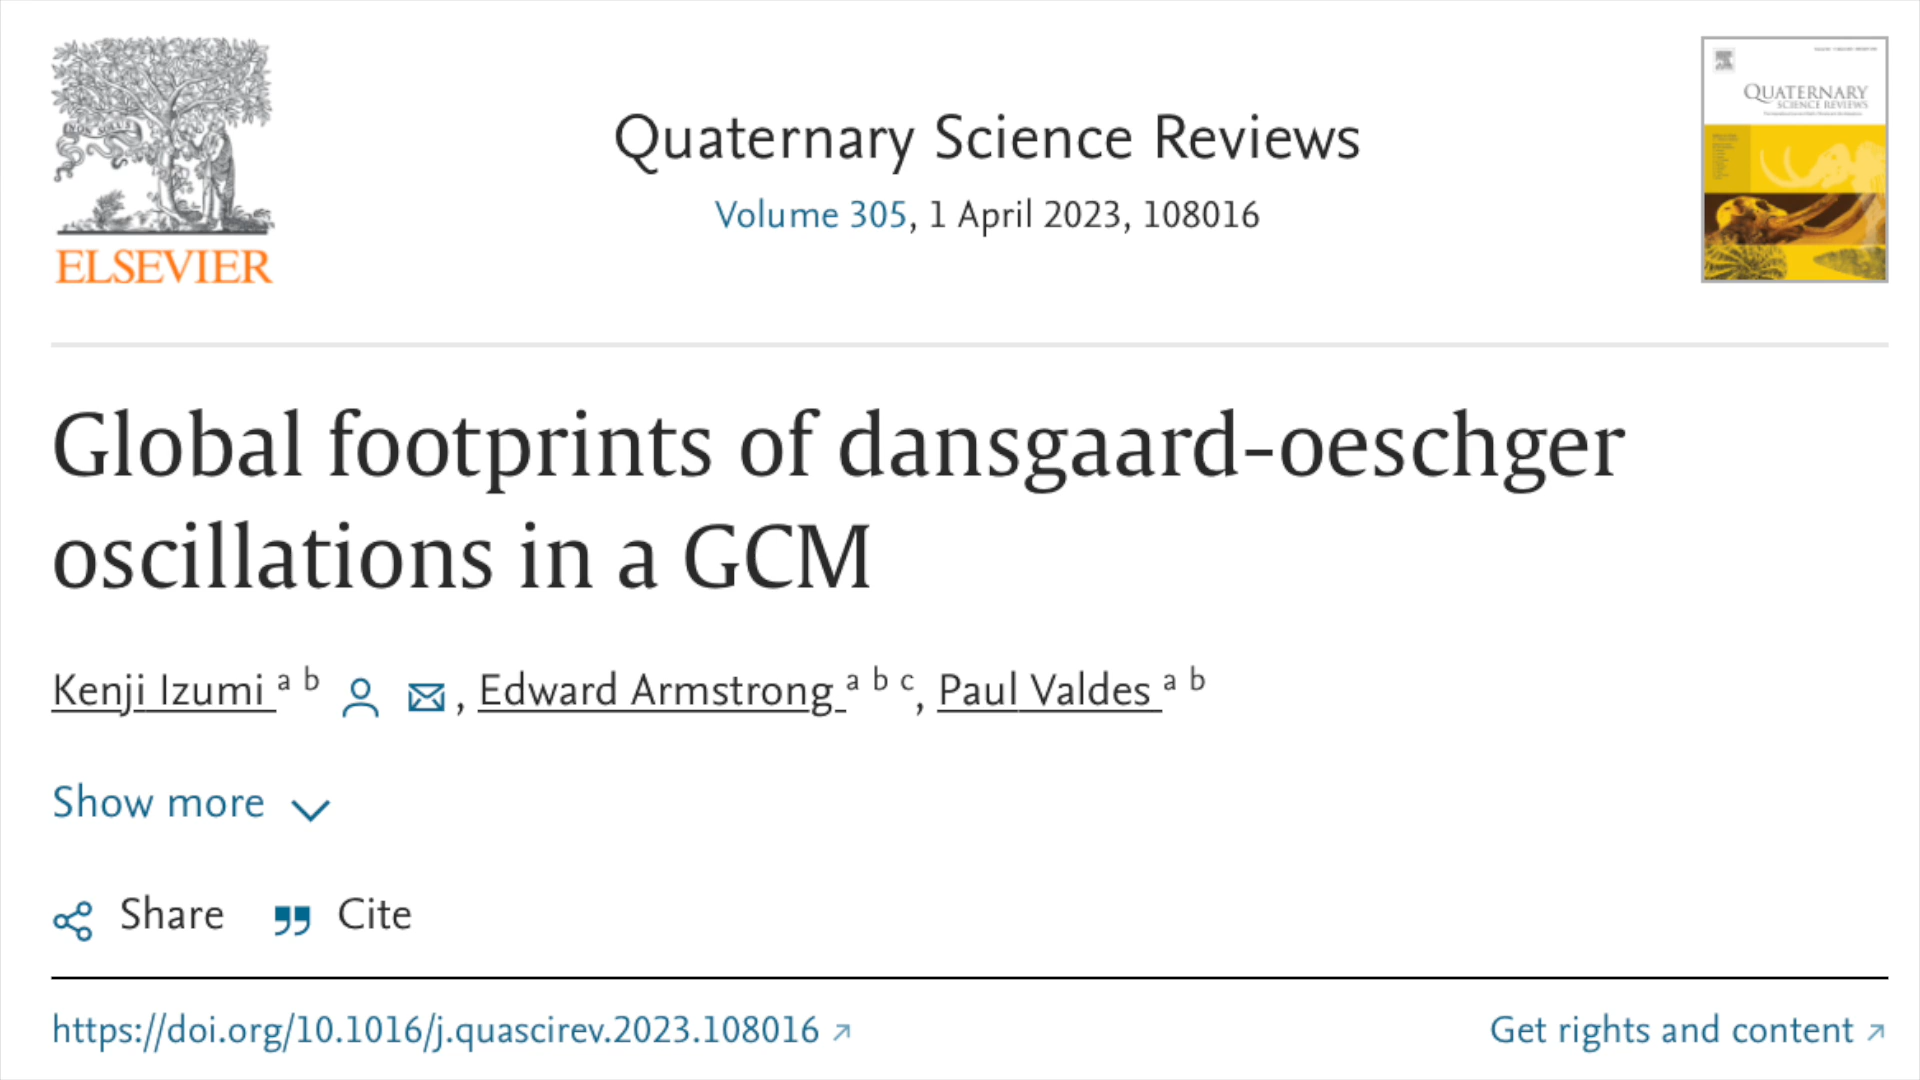 ELSEVIER
Quaternary Science Reviews
Volume 305, 1 April 2023, 108016
QUATERNARY
SCIENCE REVIEWS
Global footprints of dansgaard-oeschger
oscillations in a GCM
Kenji Izumi a b , Edward Armstrong a b c, Paul Valdes a b
Show more
Share Cite
https://doi.org/10.1016/j.quascirev.2023.108016
Get rights and content